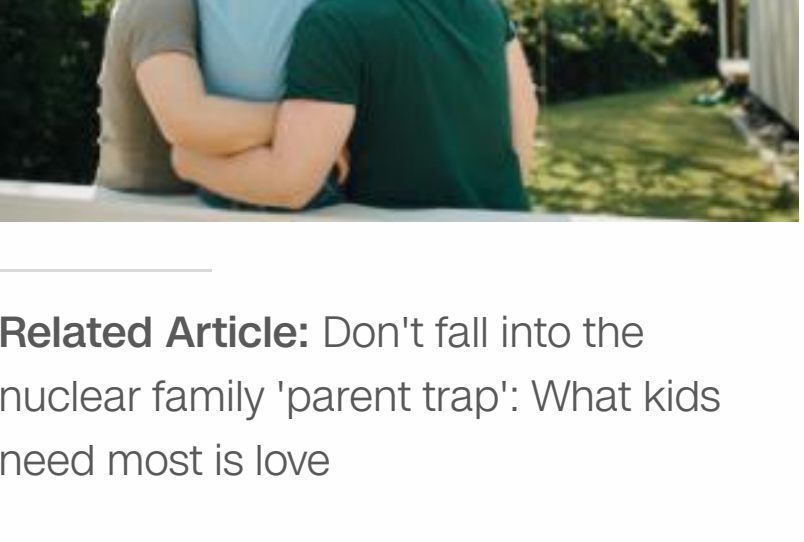 Related Article: Don't fall into the
nuclear family 'parent trap': What kids
need most is love